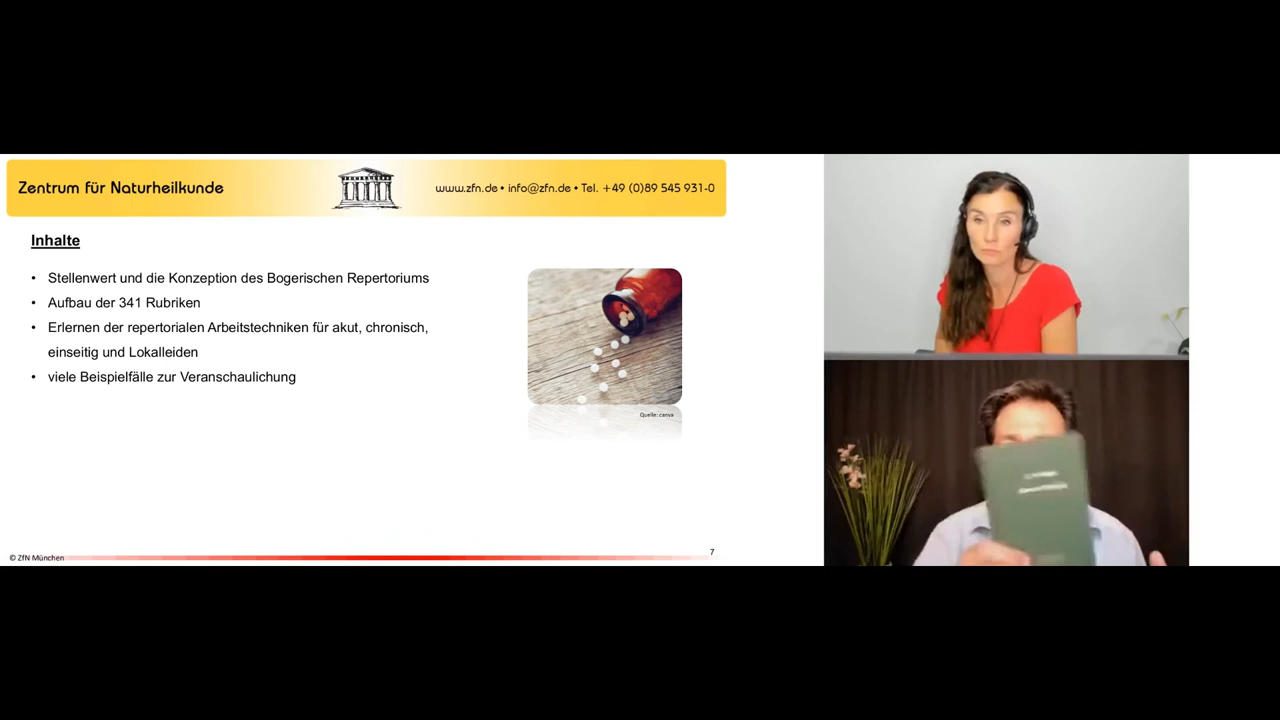 Zentrum für Naturheilkunde
www.zfn.de • info@zfn.de • Tel. +49 (0)89 545 931-0
Inhalte
• Stellenwert und die Konzeption des Bogerischen Repertoriums
• Aufbau der 341 Rubriken
• Erlernen der repertorialen Arbeitstechniken für akut, chronisch,
einseitig und Lokalleiden
• viele Beispielfälle zur Veranschaulichung
Quelle: canva
© ZfN München
7